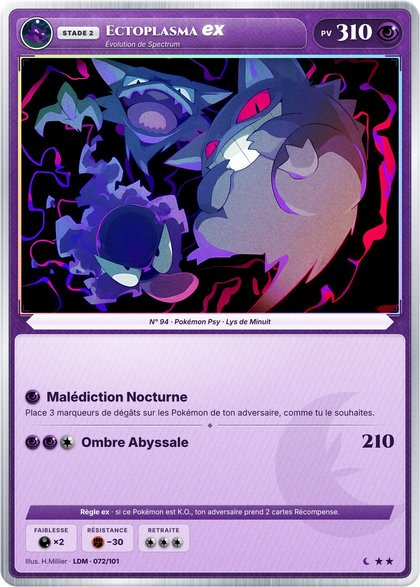 STADE 2 ECTOPLASMA ex PV 310
Évolution de Spectrum
N° 94 · Pokémon Psy · Lys de Minuit
Malédiction Nocturne
Place 3 marqueurs de dégâts sur les Pokémon de ton adversaire, comme tu le souhaites.
Ombre Abyssale 210
Règle ex · si ce Pokémon est K.O., ton adversaire prend 2 cartes Récompense.
FAIBLESSE RÉSISTANCE RETRAITE
×2 −30
Illus. H.Millier · LDM · 072/101